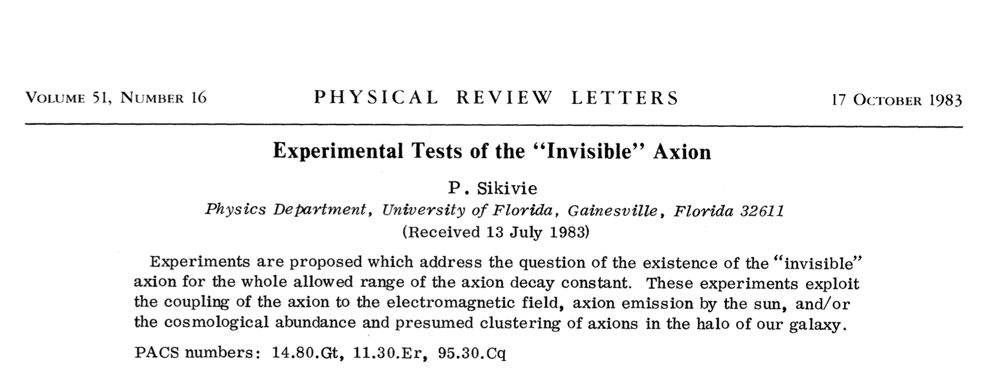 VOLUME 51, NUMBER 16 PHYSICAL REVIEW LETTERS 17 OCTOBER 1983
Experimental Tests of the “Invisible” Axion
P. Sikivie
Physics Department, University of Florida, Gainesville, Florida 32611
(Received 13 July 1983)
Experiments are proposed which address the question of the existence of the “invisible”
axion for the whole allowed range of the axion decay constant. These experiments exploit
the coupling of the axion to the electromagnetic field, axion emission by the sun, and/or
the cosmological abundance and presumed clustering of axions in the halo of our galaxy.
PACS numbers: 14.80.Gt, 11.30.Er, 95.30.Cq